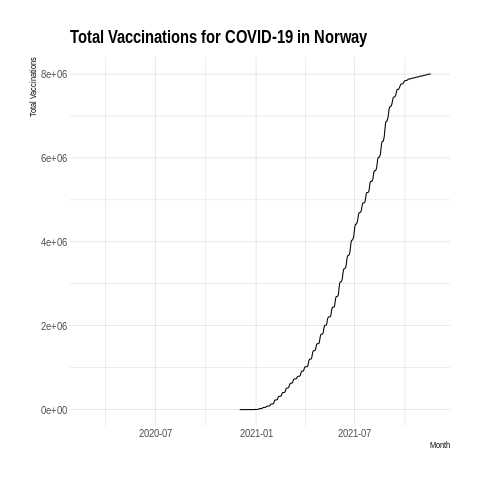 Total Vaccinations for COVID-19 in Norway
Total Vaccinations
8e+06
6e+06
4e+06
2e+06
0e+00
2020-07 2021-01 2021-07
Month